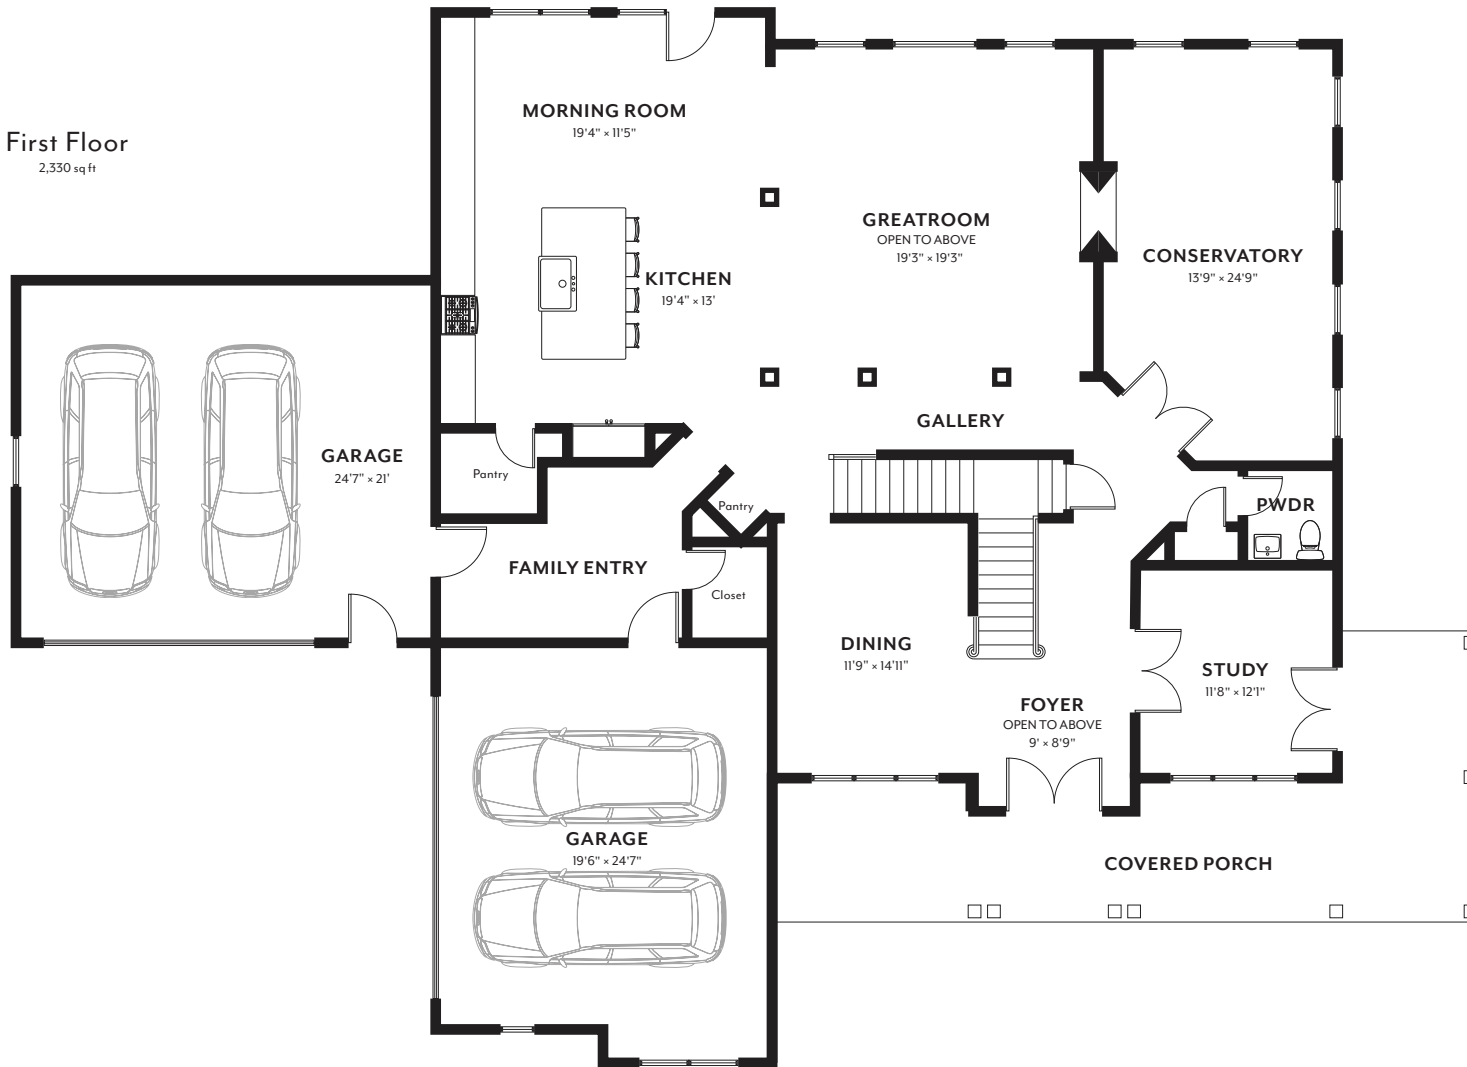 First Floor
2,330 sq ft
MORNING ROOM
19'4" × 11'5"
GREATROOM
OPEN TO ABOVE
19'3" × 19'3"
CONSERVATORY
13'9" × 24'9"
KITCHEN
19'4" × 13'
GALLERY
GARAGE
24'7" × 21'
Pantry
Pantry
PWDR
FAMILY ENTRY
Closet
DINING
11'9" × 14'11"
STUDY
11'8" × 12'1"
FOYER
OPEN TO ABOVE
9' × 8'9"
GARAGE
19'6" × 24'7"
COVERED PORCH